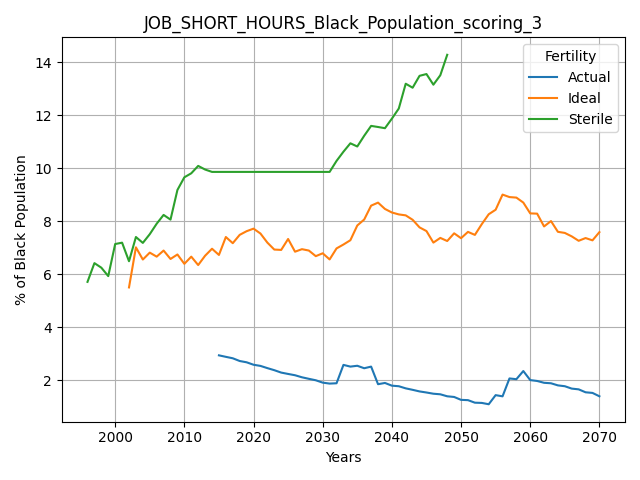 JOB_SHORT_HOURS_Black_Population_scoring_3
Fertility
Actual
Ideal
Sterile
% of Black Population
14
12
10
8
6
4
2
2000 2010 2020 2030 2040 2050 2060 2070
Years